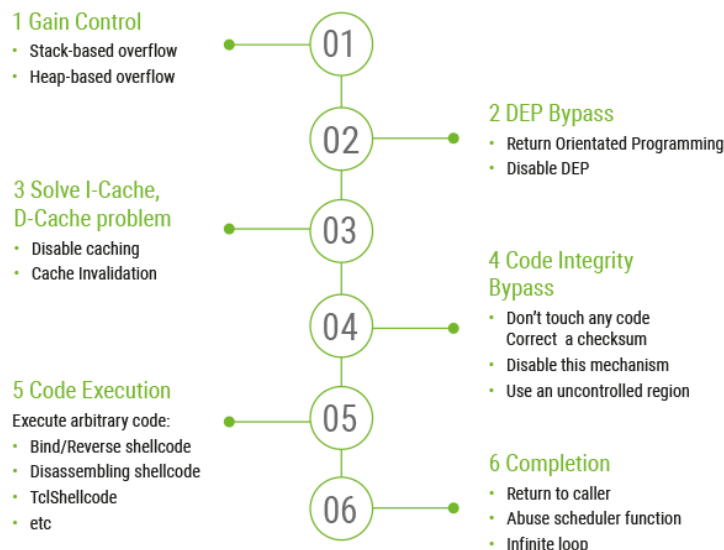 1 Gain Control
• Stack-based overflow
• Heap-based overflow
01
02
2 DEP Bypass
• Return Orientated Programming
• Disable DEP
3 Solve I-Cache,
D-Cache problem
• Disable caching
• Cache Invalidation
03
04
4 Code Integrity
Bypass
• Don't touch any code
Correct a checksum
• Disable this mechanism
• Use an uncontrolled region
5 Code Execution
Execute arbitrary code:
• Bind/Reverse shellcode
• Disassembling shellcode
• TclShellcode
• etc
05
06
6 Completion
• Return to caller
• Abuse scheduler function
• Infinite loop